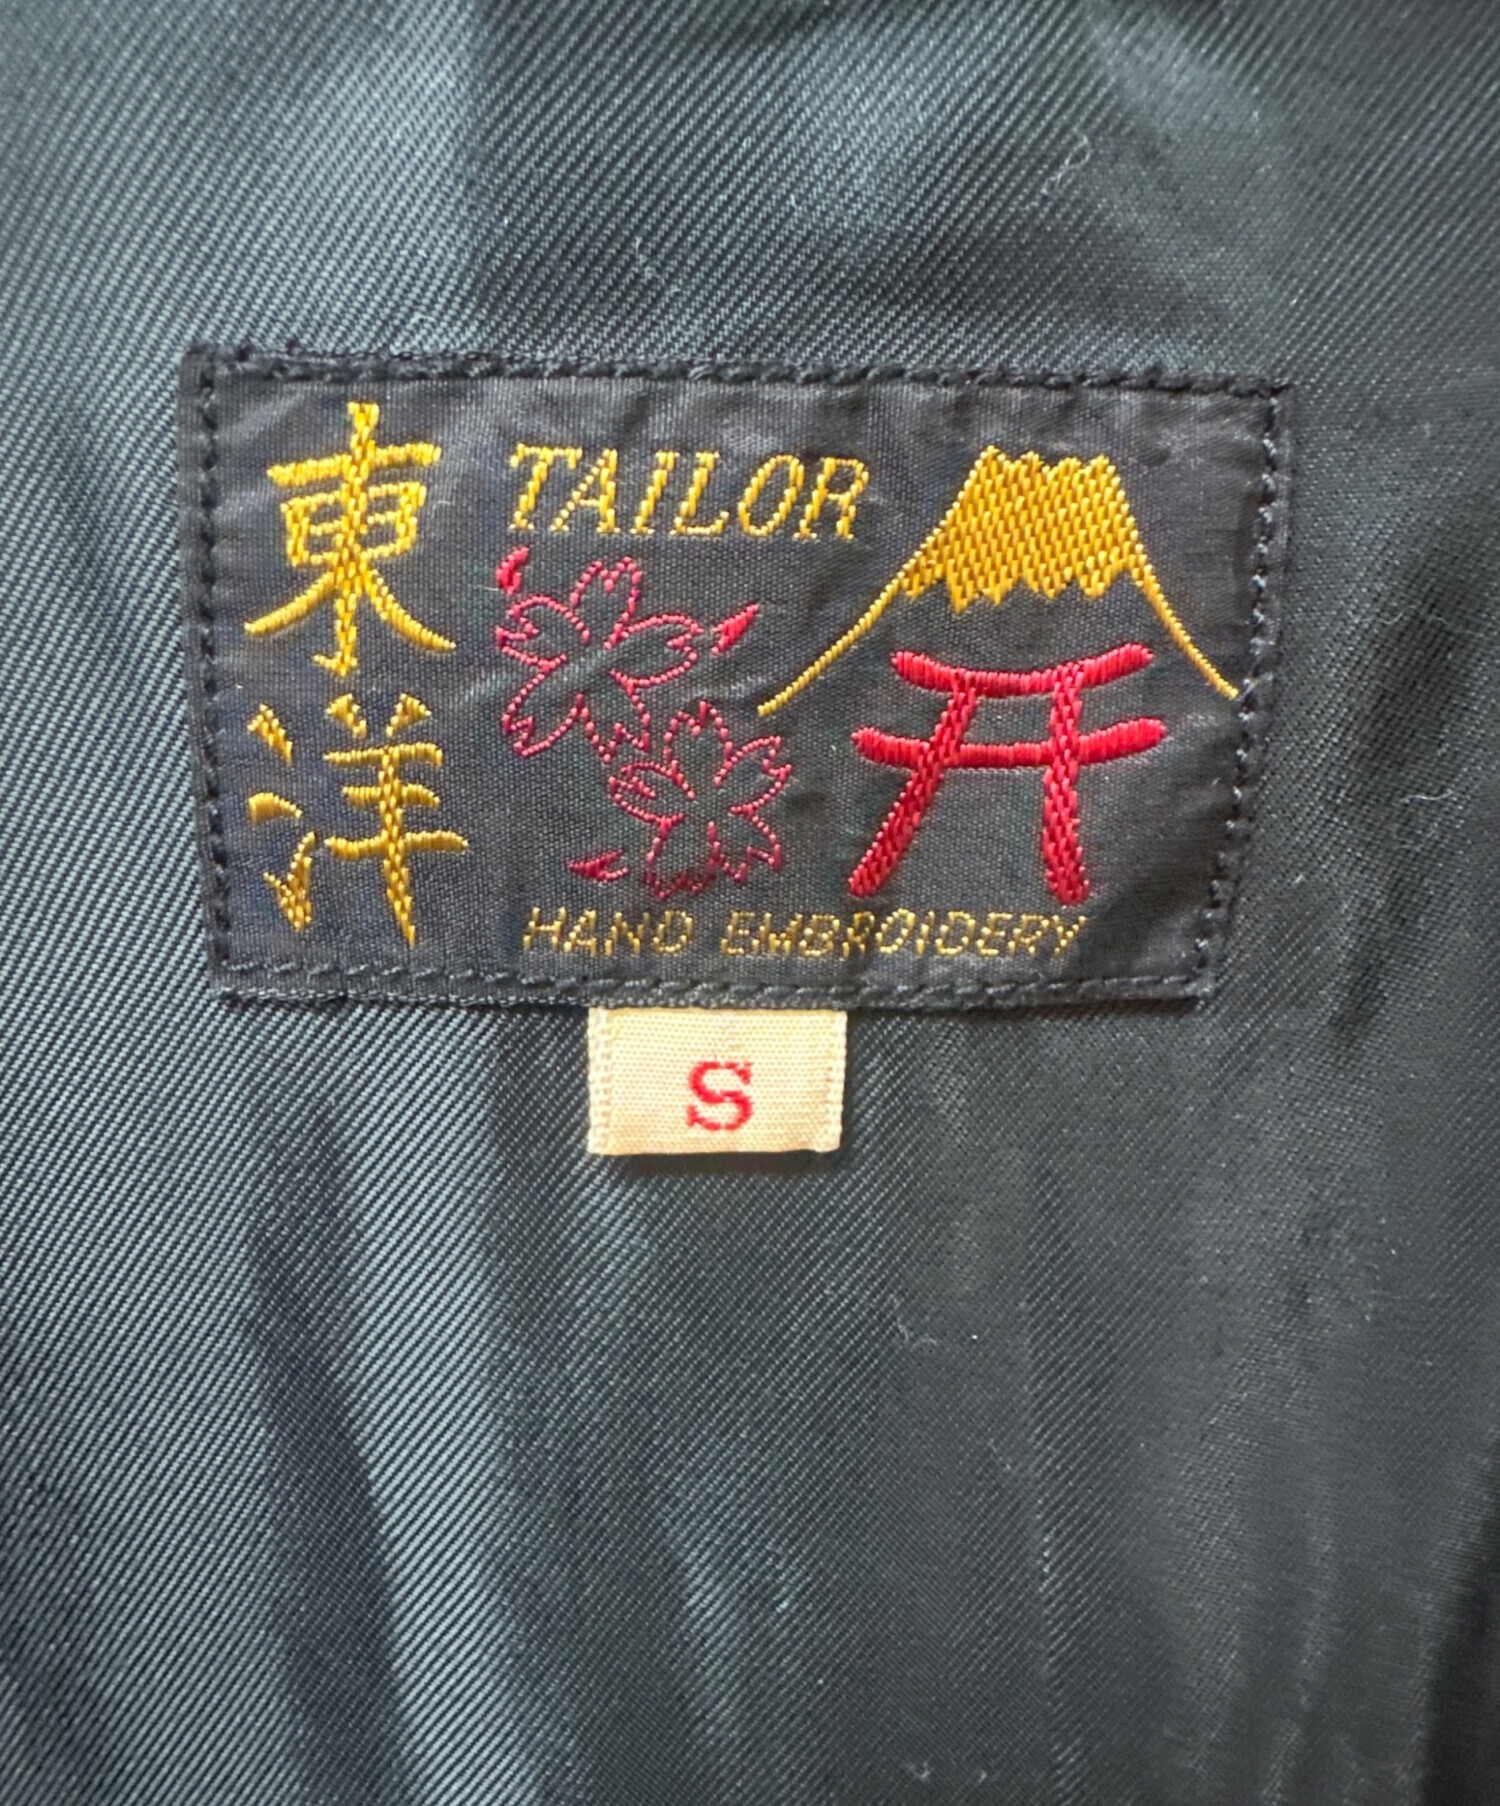 東洋
TAILOR
HAND EMBROIDERY
S